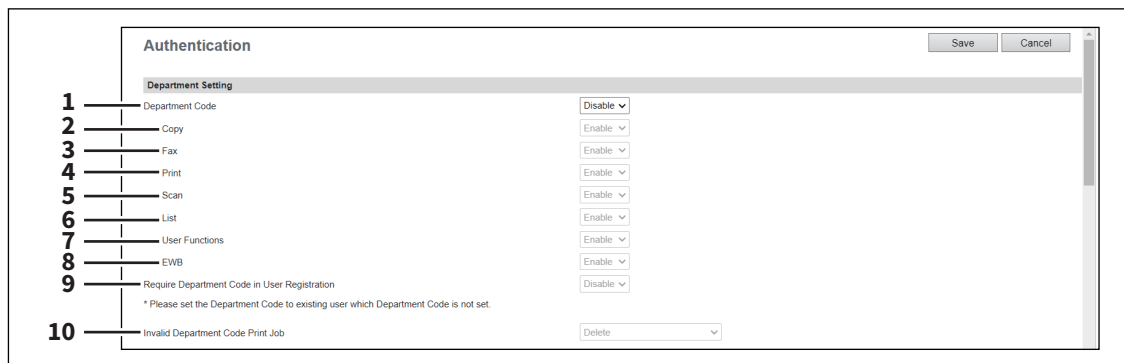 Authentication Save Cancel
Department Setting
1 Department Code Disable
2 Copy Enable
3 Fax Enable
4 Print Enable
5 Scan Enable
6 List Enable
7 User Functions Enable
8 EWB Enable
9 Require Department Code in User Registration Disable
* Please set the Department Code to existing user which Department Code is not set.
10 Invalid Department Code Print Job Delete